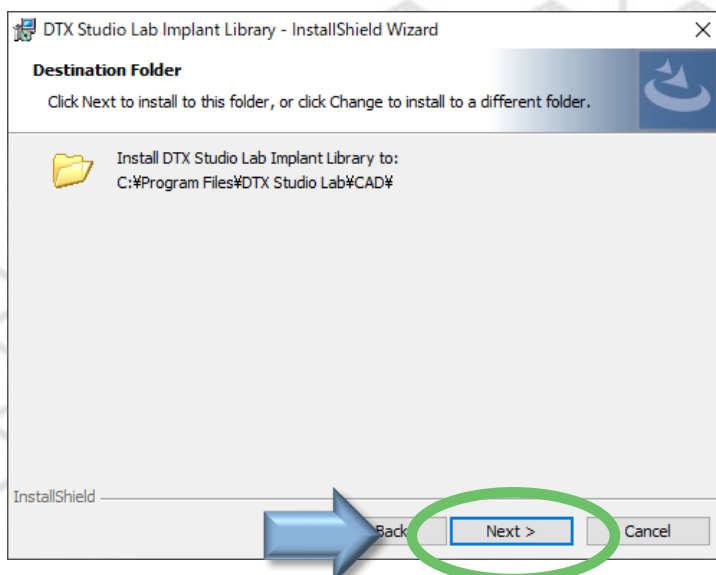 DTX Studio Lab Implant Library - InstallShield Wizard
Destination Folder
Click Next to install to this folder, or click Change to install to a different folder.
Install DTX Studio Lab Implant Library to:
C:¥Program Files¥DTX Studio Lab¥CAD¥
InstallShield
Back
Next >
Cancel